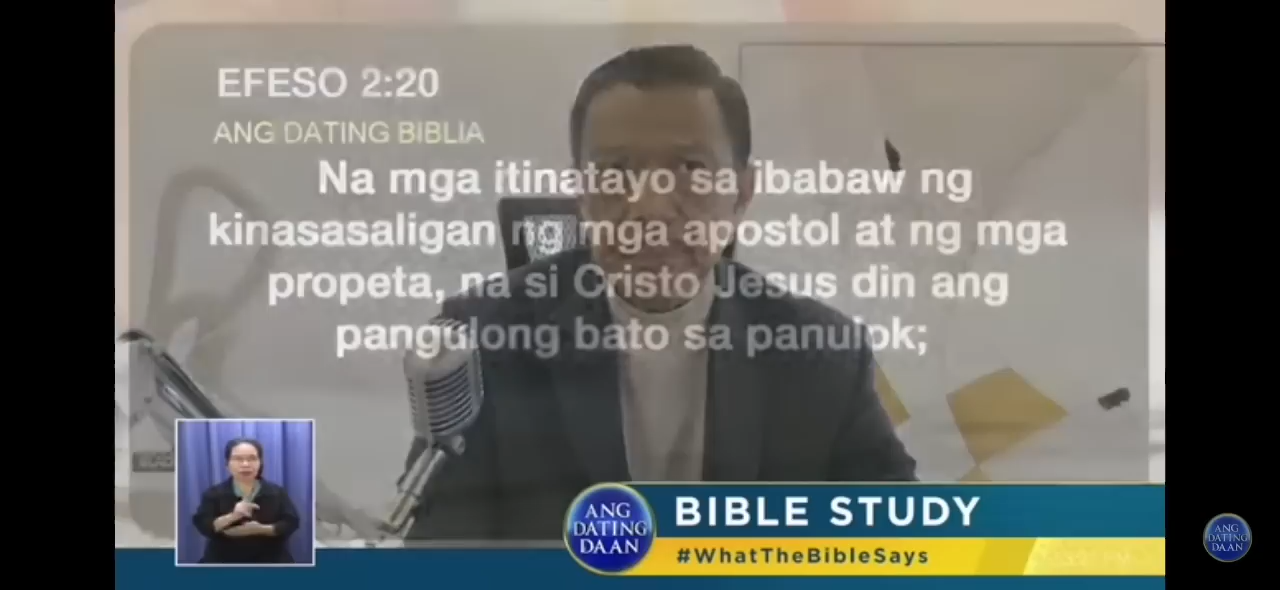 EFESO 2:20
ANG DATING BIBLIA
Na mga itinatayo sa ibabaw ng
kinasasaligan ng mga apostol at ng mga
propeta, na si Cristo Jesus din ang
pangulong bato sa panulok;
ANG
DATING
DAAN
BIBLE STUDY
#WhatTheBibleSays
ANG
DATING
DAAN